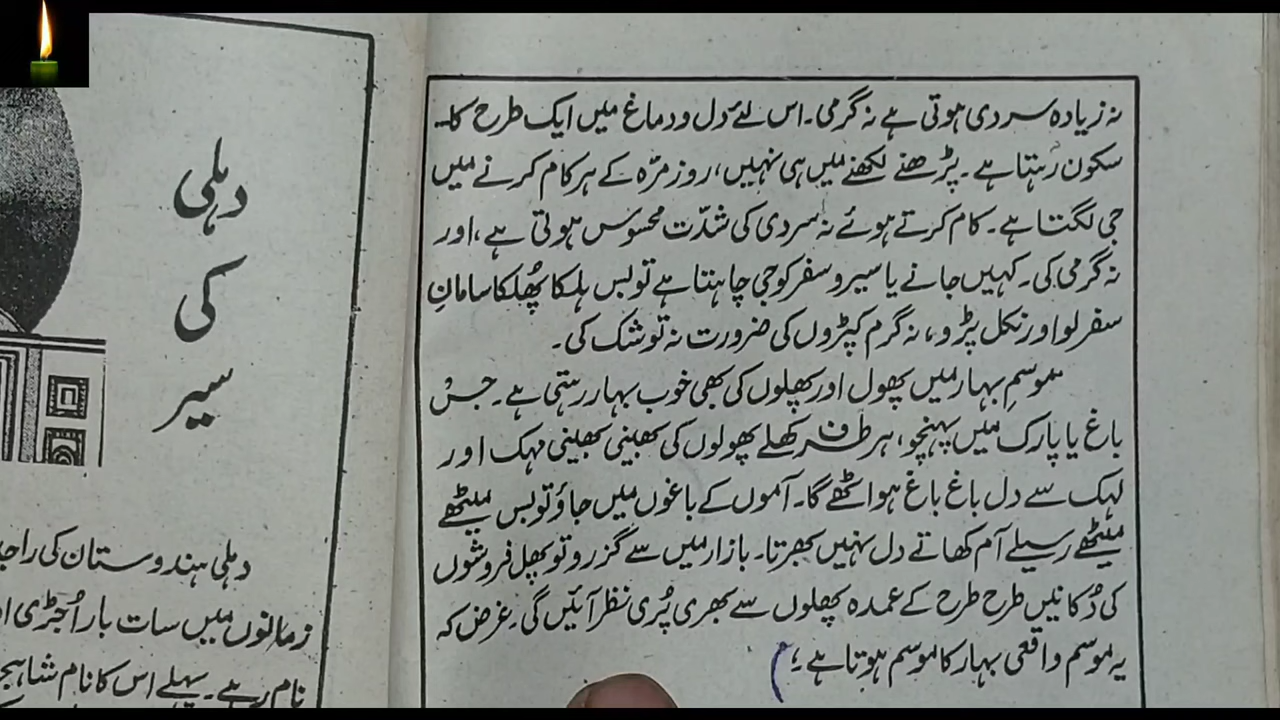 نہ زیادہ سردی ہوتی ہے نہ گرمی۔ اس لئے دل و دماغ میں ایک طرح کا
سکون رہتا ہے۔ پڑھنے لکھنے میں ہی نہیں، روز مرّہ کے ہر کام کرنے میں
جی لگتا ہے۔ کام کرتے ہوئے نہ سردی کی شدّت محسوس ہوتی ہے، اور
نہ گرمی کی۔ کہیں جانے یا سیر و سفر کو جی چاہتا ہے تو بس ہلکا پُھلکا سامانِ
سفر لو اور نکل پڑو، نہ گرم کپڑوں کی ضرورت نہ توشک کی۔
موسمِ بہار میں پھول اور پھلوں کی بھی خوب بہار رہتی ہے۔ جس
باغ یا پارک میں پہنچو، ہر طرف کھلے پھولوں کی بھینی بھینی مہک اور
لہک سے دل باغ باغ ہو اٹھے گا۔ آموں کے باغوں میں جاؤ تو بس میٹھے
میٹھے رسیلے آم کھاتے دل نہیں بھرتا۔ بازار میں سے گزرو تو پھل فروشوں
کی دُکانیں طرح طرح کے عمدہ پھلوں سے بھری پُری نظر آئیں گی۔ غرض کہ
یہ موسم واقعی بہار کا موسم ہوتا ہے۔
دہلی
کی
سیر
دہلی ہندوستان کی
زمانوں میں سات بار اُجڑی
نام رہے۔ پہلے اس کا نام